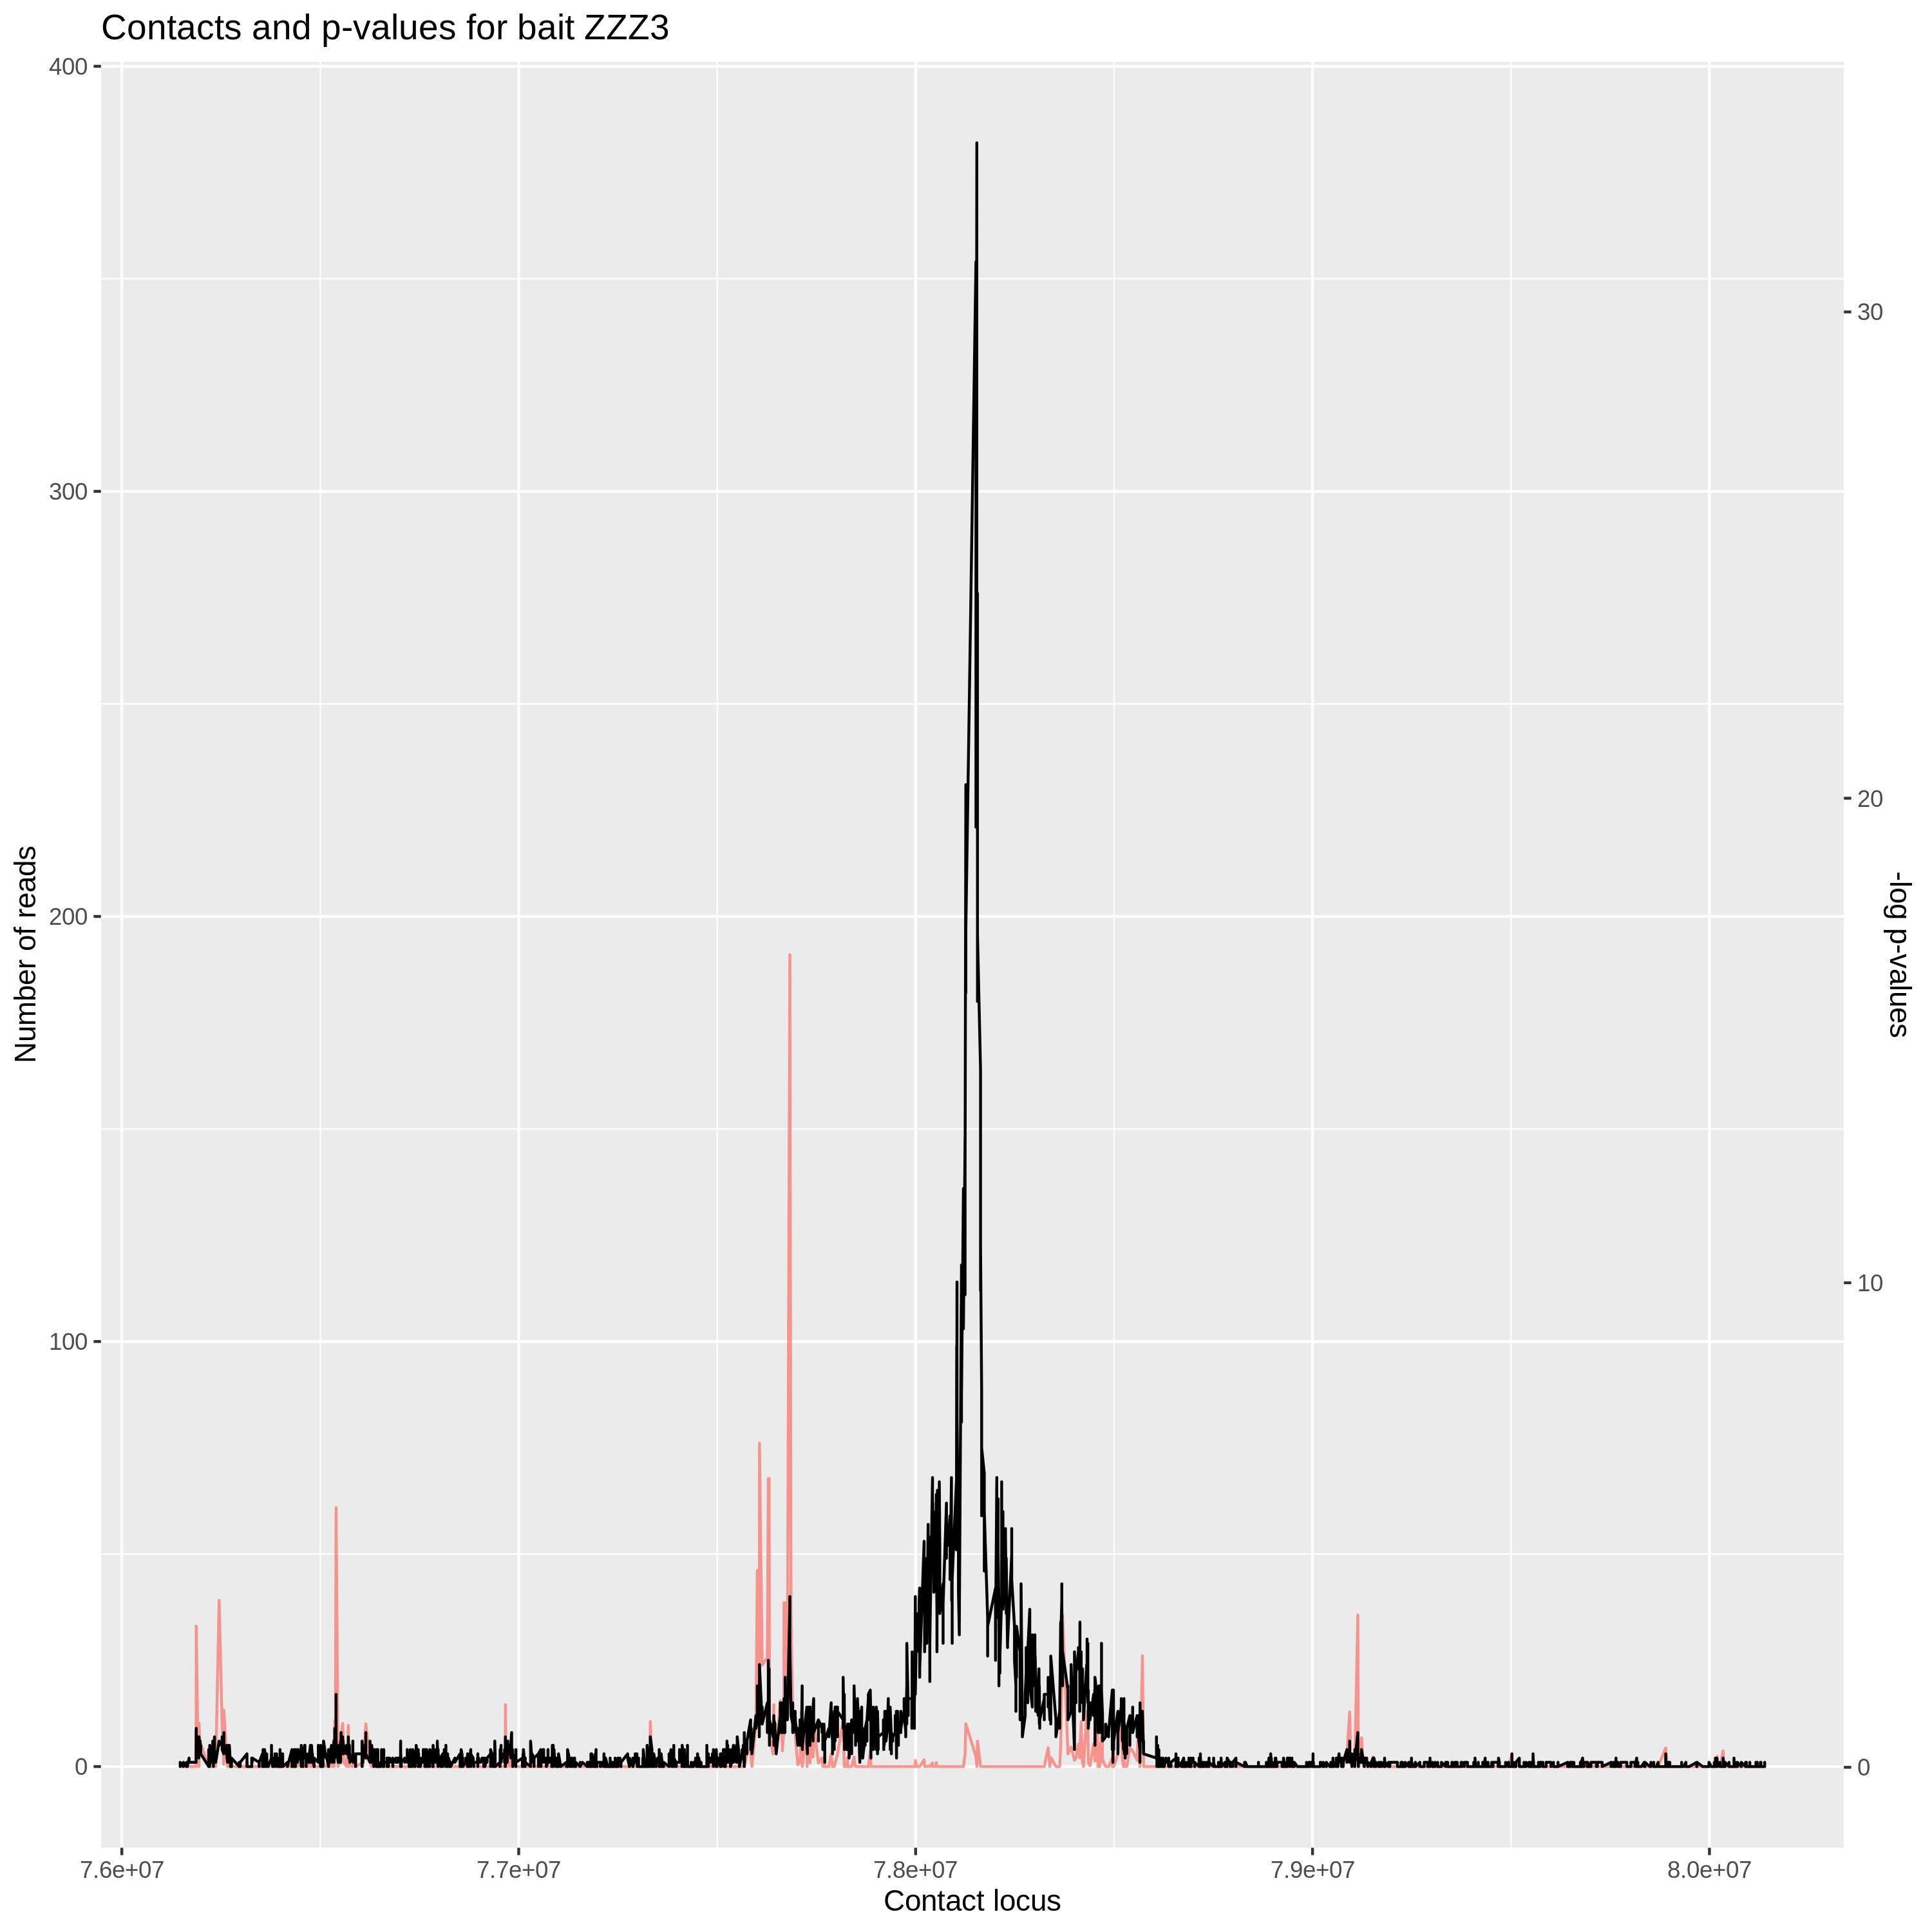 Contacts and p-values for bait ZZZ3
400
300
200
100
0
Number of reads
30
20
10
0
-log p-values
7.6e+07
7.7e+07
7.8e+07
7.9e+07
8.0e+07
Contact locus